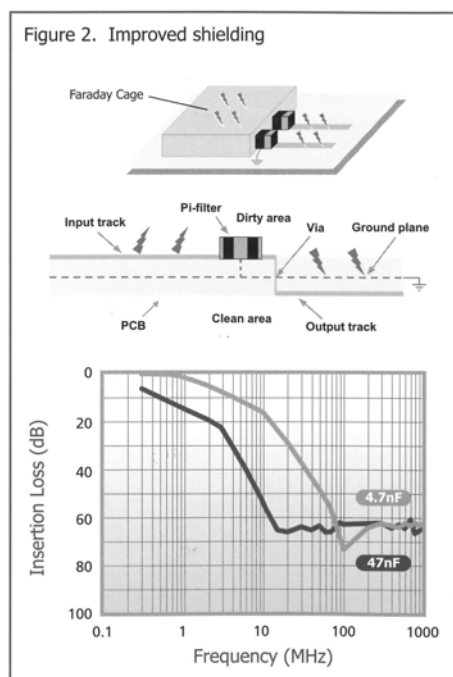 Figure 2. Improved shielding
Faraday Cage
Pi-filter
Dirty area
Input track
Via
Ground plane
PCB
Clean area
Output track
0
20
40
60
80
100
Insertion Loss (dB)
4.7nF
47nF
0.1 1 10 100 1000
Frequency (MHz)